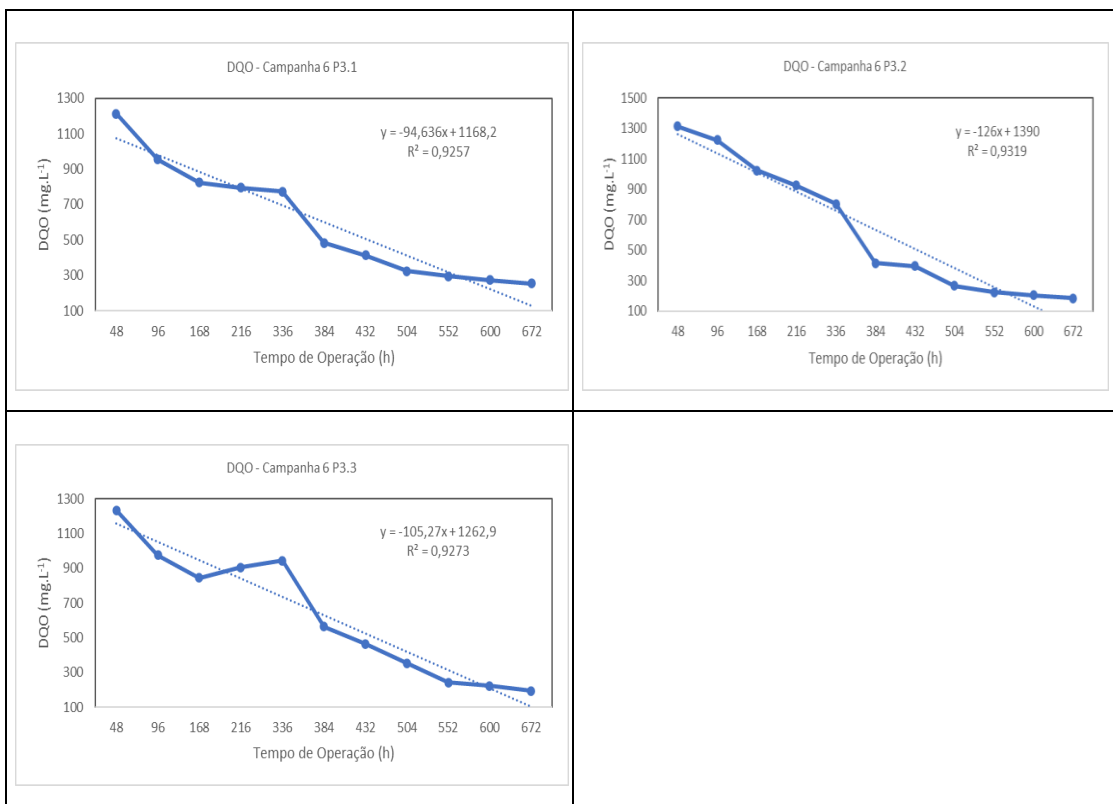 DQO - Campanha 6 P3.1
y = -94,636x + 1168,2
R² = 0,9257
1300
1100
900
700
500
300
100
DQO (mg.L⁻¹)
48 96 168 216 336 384 432 504 552 600 672
Tempo de Operação (h)
DQO - Campanha 6 P3.2
y = -126x + 1390
R² = 0,9319
1500
1300
1100
900
700
500
300
100
DQO (mg.L⁻¹)
48 96 168 216 336 384 432 504 552 600 672
Tempo de Operação (h)
DQO - Campanha 6 P3.3
y = -105,27x + 1262,9
R² = 0,9273
1300
1100
900
700
500
300
100
DQO (mg.L⁻¹)
48 96 168 216 336 384 432 504 552 600 672
Tempo de Operação (h)